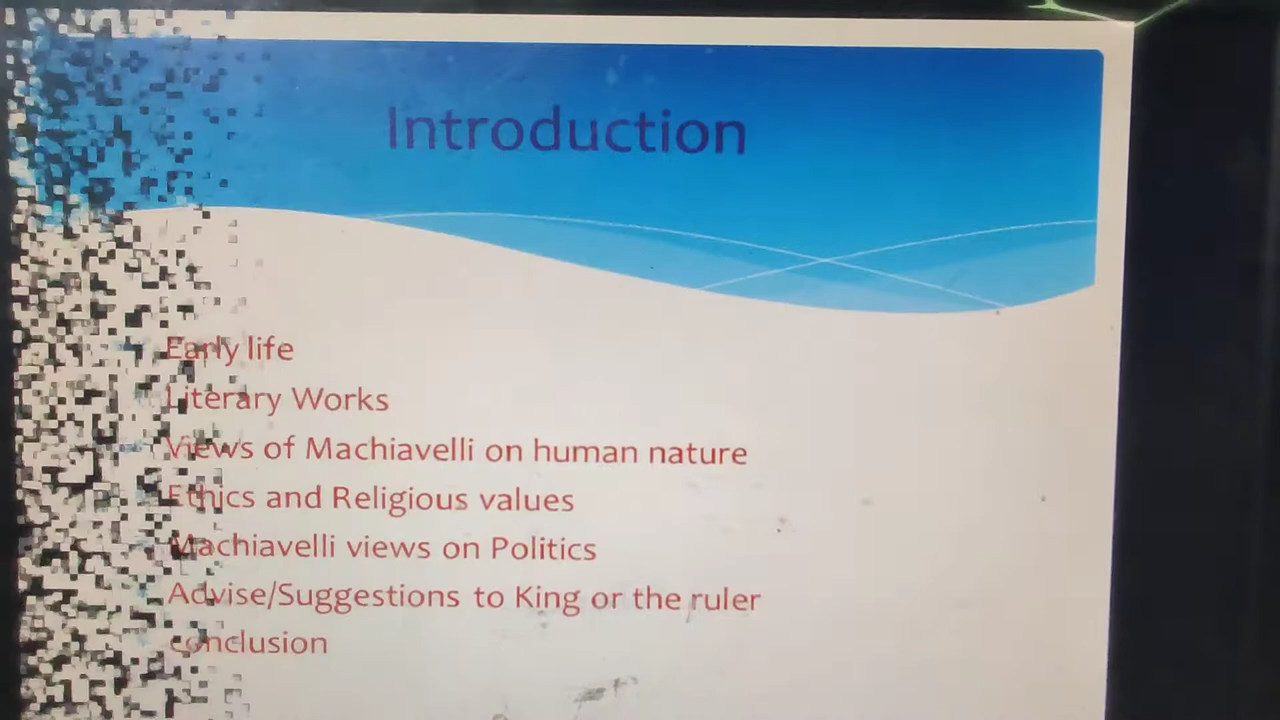 Introduction
Early life
Literary Works
Views of Machiavelli on human nature
Ethics and Religious values
Machiavelli views on Politics
Advise/Suggestions to King or the ruler
conclusion